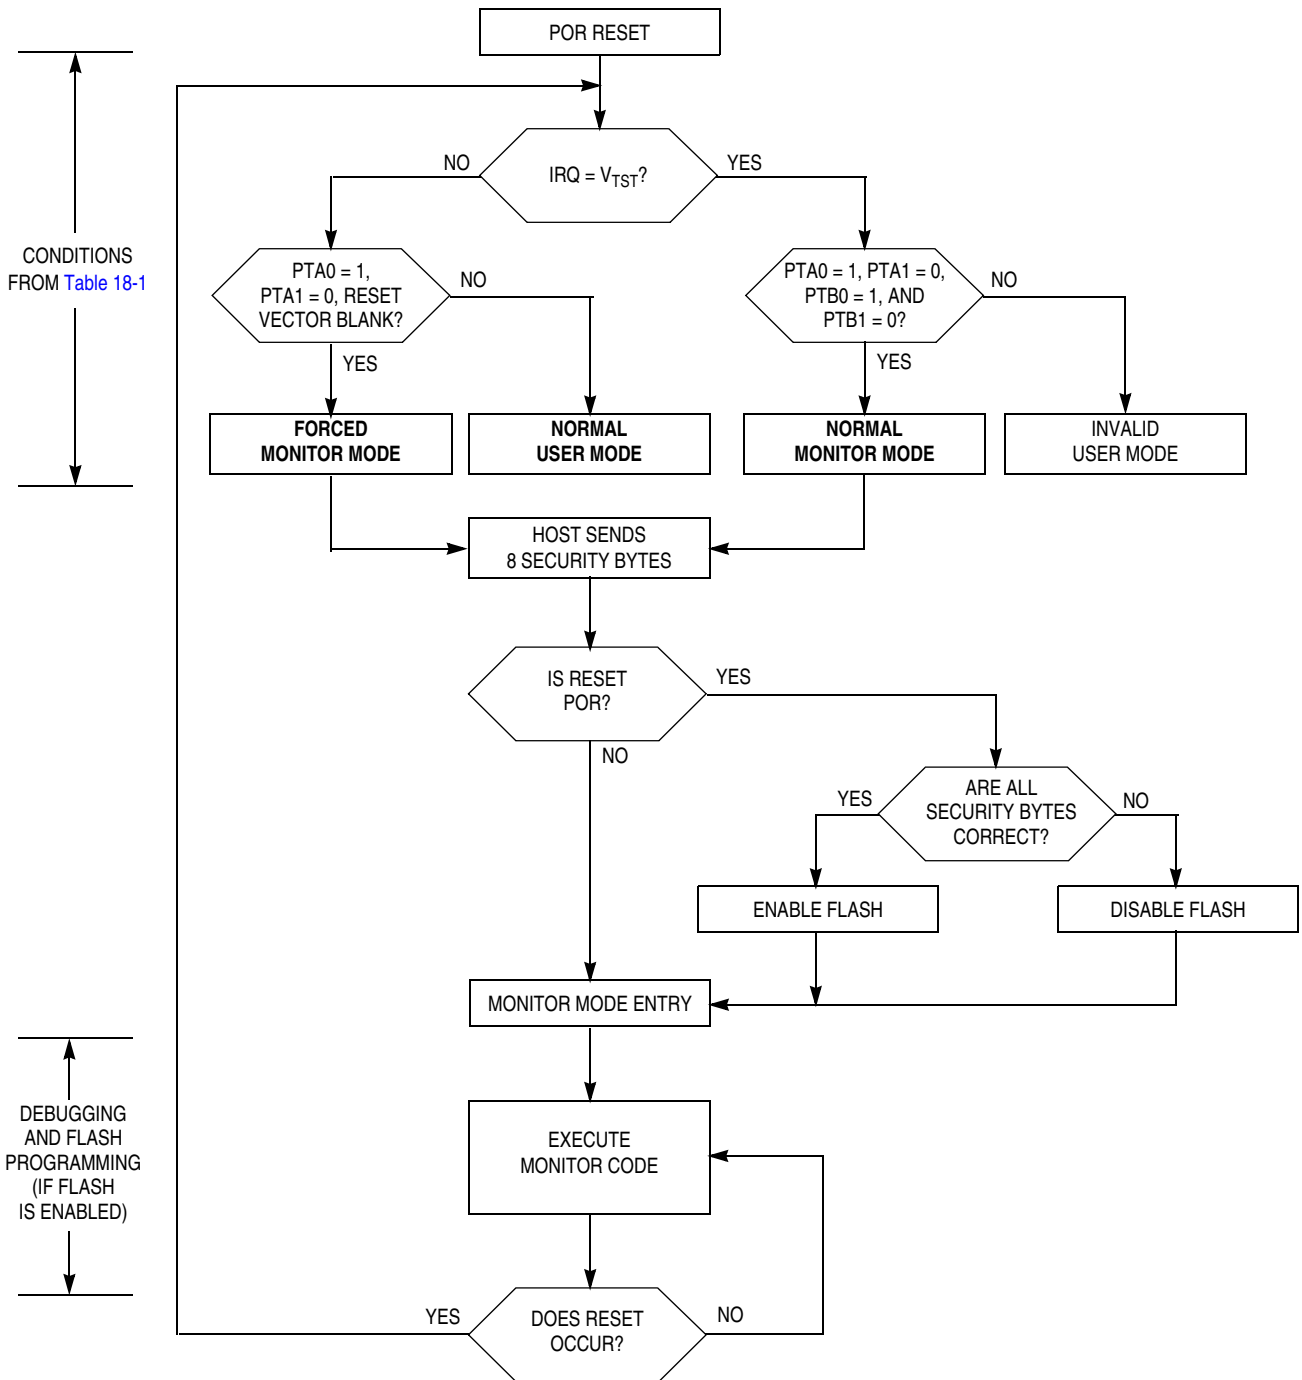 POR RESET
NO
IRQ = VTST?
YES
CONDITIONS
FROM Table 18-1
PTA0 = 1,
PTA1 = 0, RESET
VECTOR BLANK?
NO
YES
PTA0 = 1, PTA1 = 0,
PTB0 = 1, AND
PTB1 = 0?
NO
YES
FORCED
MONITOR MODE
NORMAL
USER MODE
NORMAL
MONITOR MODE
INVALID
USER MODE
HOST SENDS
8 SECURITY BYTES
IS RESET
POR?
YES
NO
ARE ALL
SECURITY BYTES
CORRECT?
YES
NO
ENABLE FLASH
DISABLE FLASH
MONITOR MODE ENTRY
DEBUGGING
AND FLASH
PROGRAMMING
(IF FLASH
IS ENABLED)
EXECUTE
MONITOR CODE
YES
DOES RESET
OCCUR?
NO